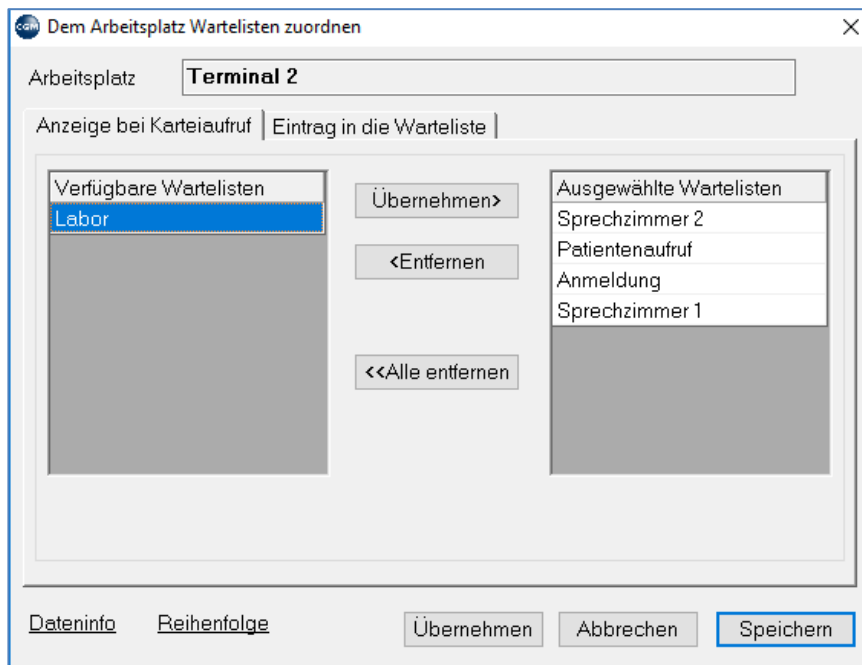 CGM Dem Arbeitsplatz Wartelisten zuordnen
Arbeitsplatz Terminal 2
Anzeige bei Karteiaufruf Eintrag in die Warteliste
Verfügbare Wartelisten
Labor
Übernehmen>
<Entfernen
<<Alle entfernen
Ausgewählte Wartelisten
Sprechzimmer 2
Patientenaufruf
Anmeldung
Sprechzimmer 1
Dateninfo Reihenfolge Übernehmen Abbrechen Speichern